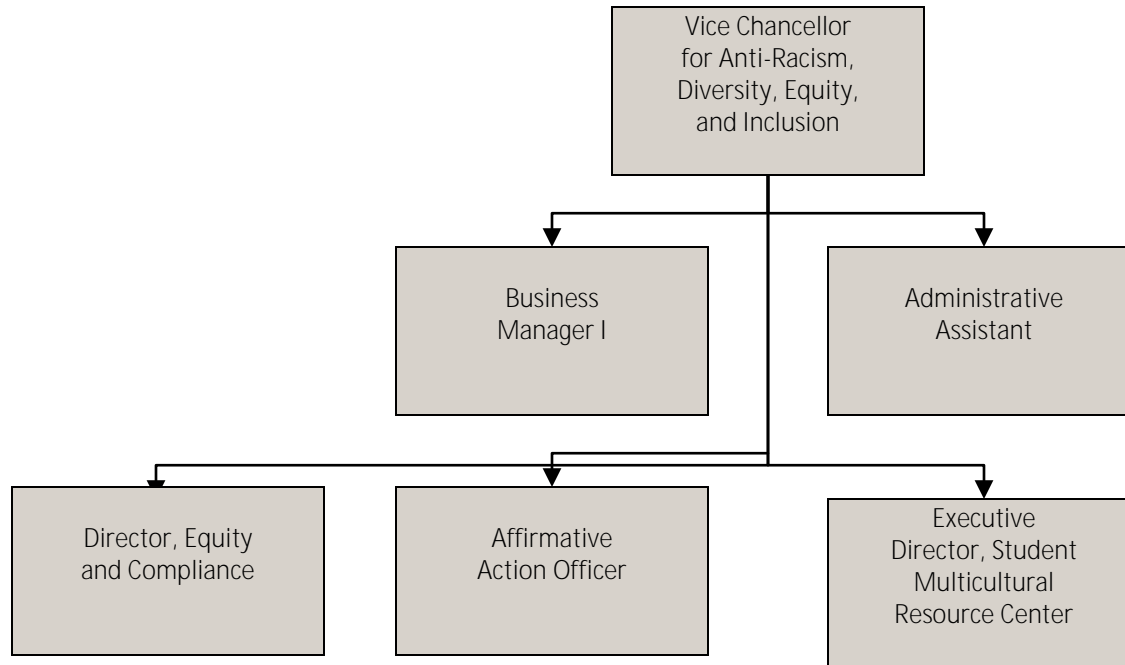 Vice Chancellor
for Anti-Racism,
Diversity, Equity,
and Inclusion
Business
Manager I
Administrative
Assistant
Director, Equity
and Compliance
Affirmative
Action Officer
Executive
Director, Student
Multicultural
Resource Center